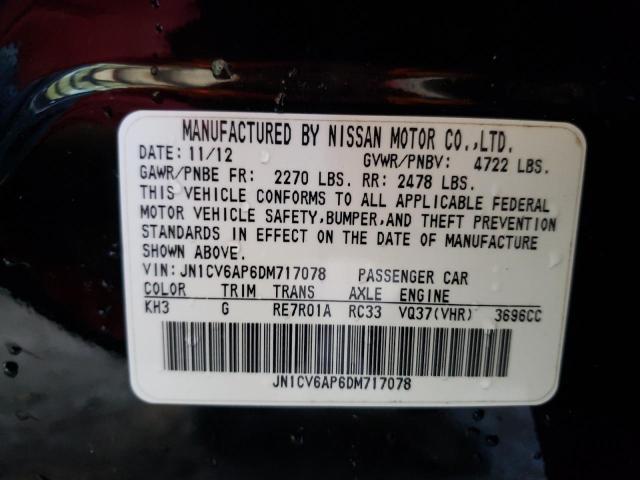 MANUFACTURED BY NISSAN MOTOR CO.,LTD.
DATE: 11/12 GVWR/PNBV: 4722 LBS.
GAWR/PNBE FR: 2270 LBS. RR: 2478 LBS.
THIS VEHICLE CONFORMS TO ALL APPLICABLE FEDERAL
MOTOR VEHICLE SAFETY,BUMPER,AND THEFT PREVENTION
STANDARDS IN EFFECT ON THE DATE OF MANUFACTURE
SHOWN ABOVE.
VIN: JN1CV6AP6DM717078 PASSENGER CAR
COLOR TRIM TRANS AXLE ENGINE
KH3 G RE7R01A RC33 VQ37(VHR) 3696CC
JN1CV6AP6DM717078